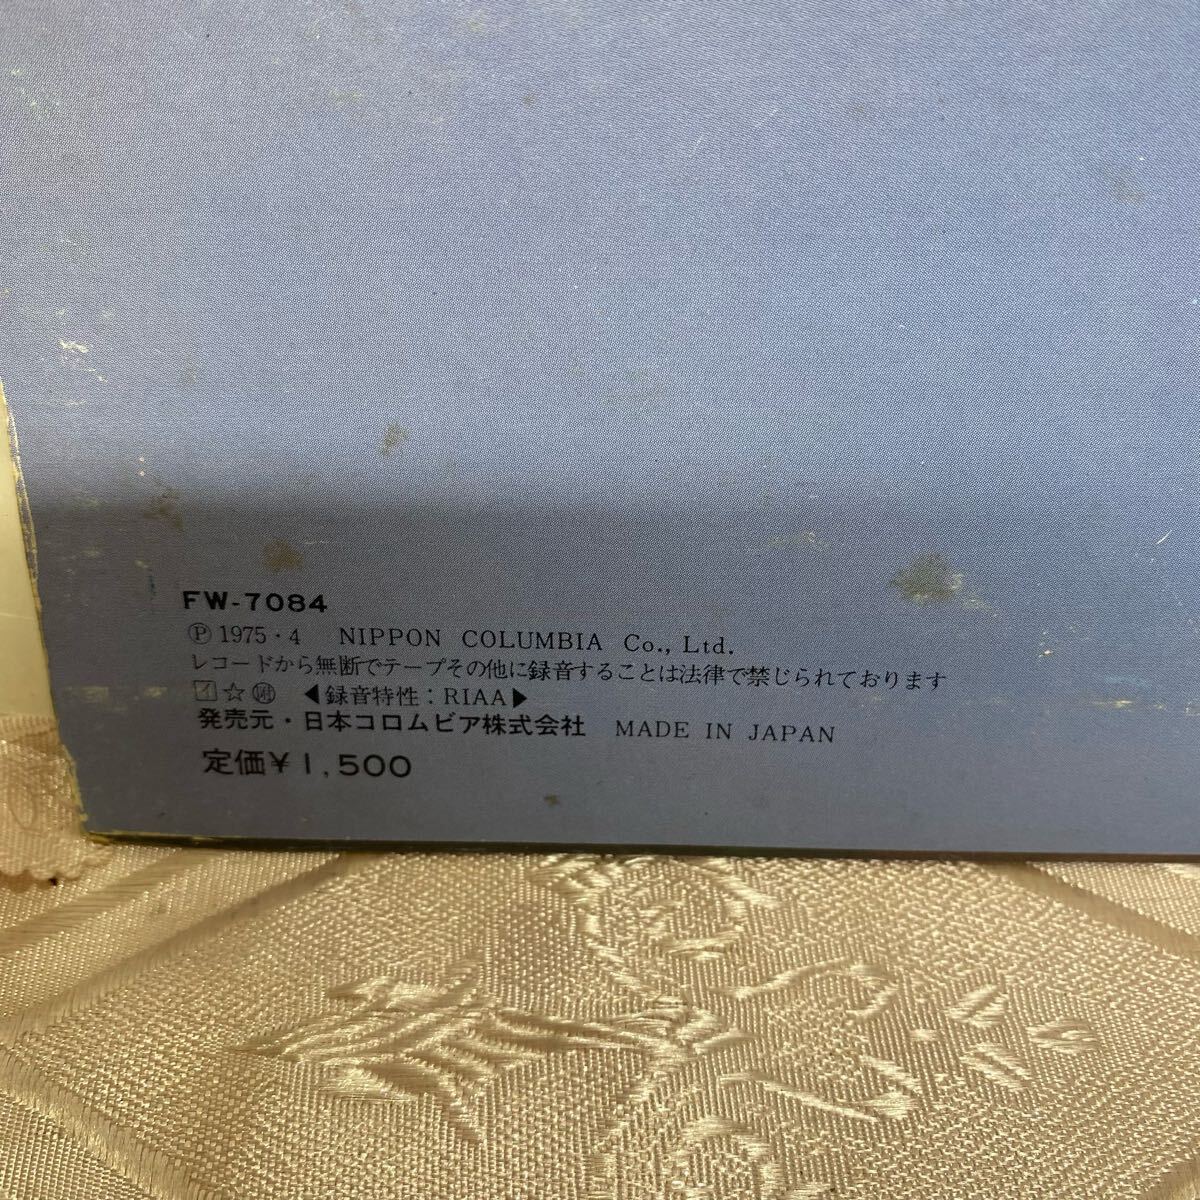 FW-7084
Ⓟ 1975・4 NIPPON COLUMBIA Co., Ltd.
レコードから無断でテープその他に録音することは法律で禁じられております
イ ☆ ◀録音特性：RIAA▶
発売元・日本コロムビア株式会社 MADE IN JAPAN
定価¥1,500